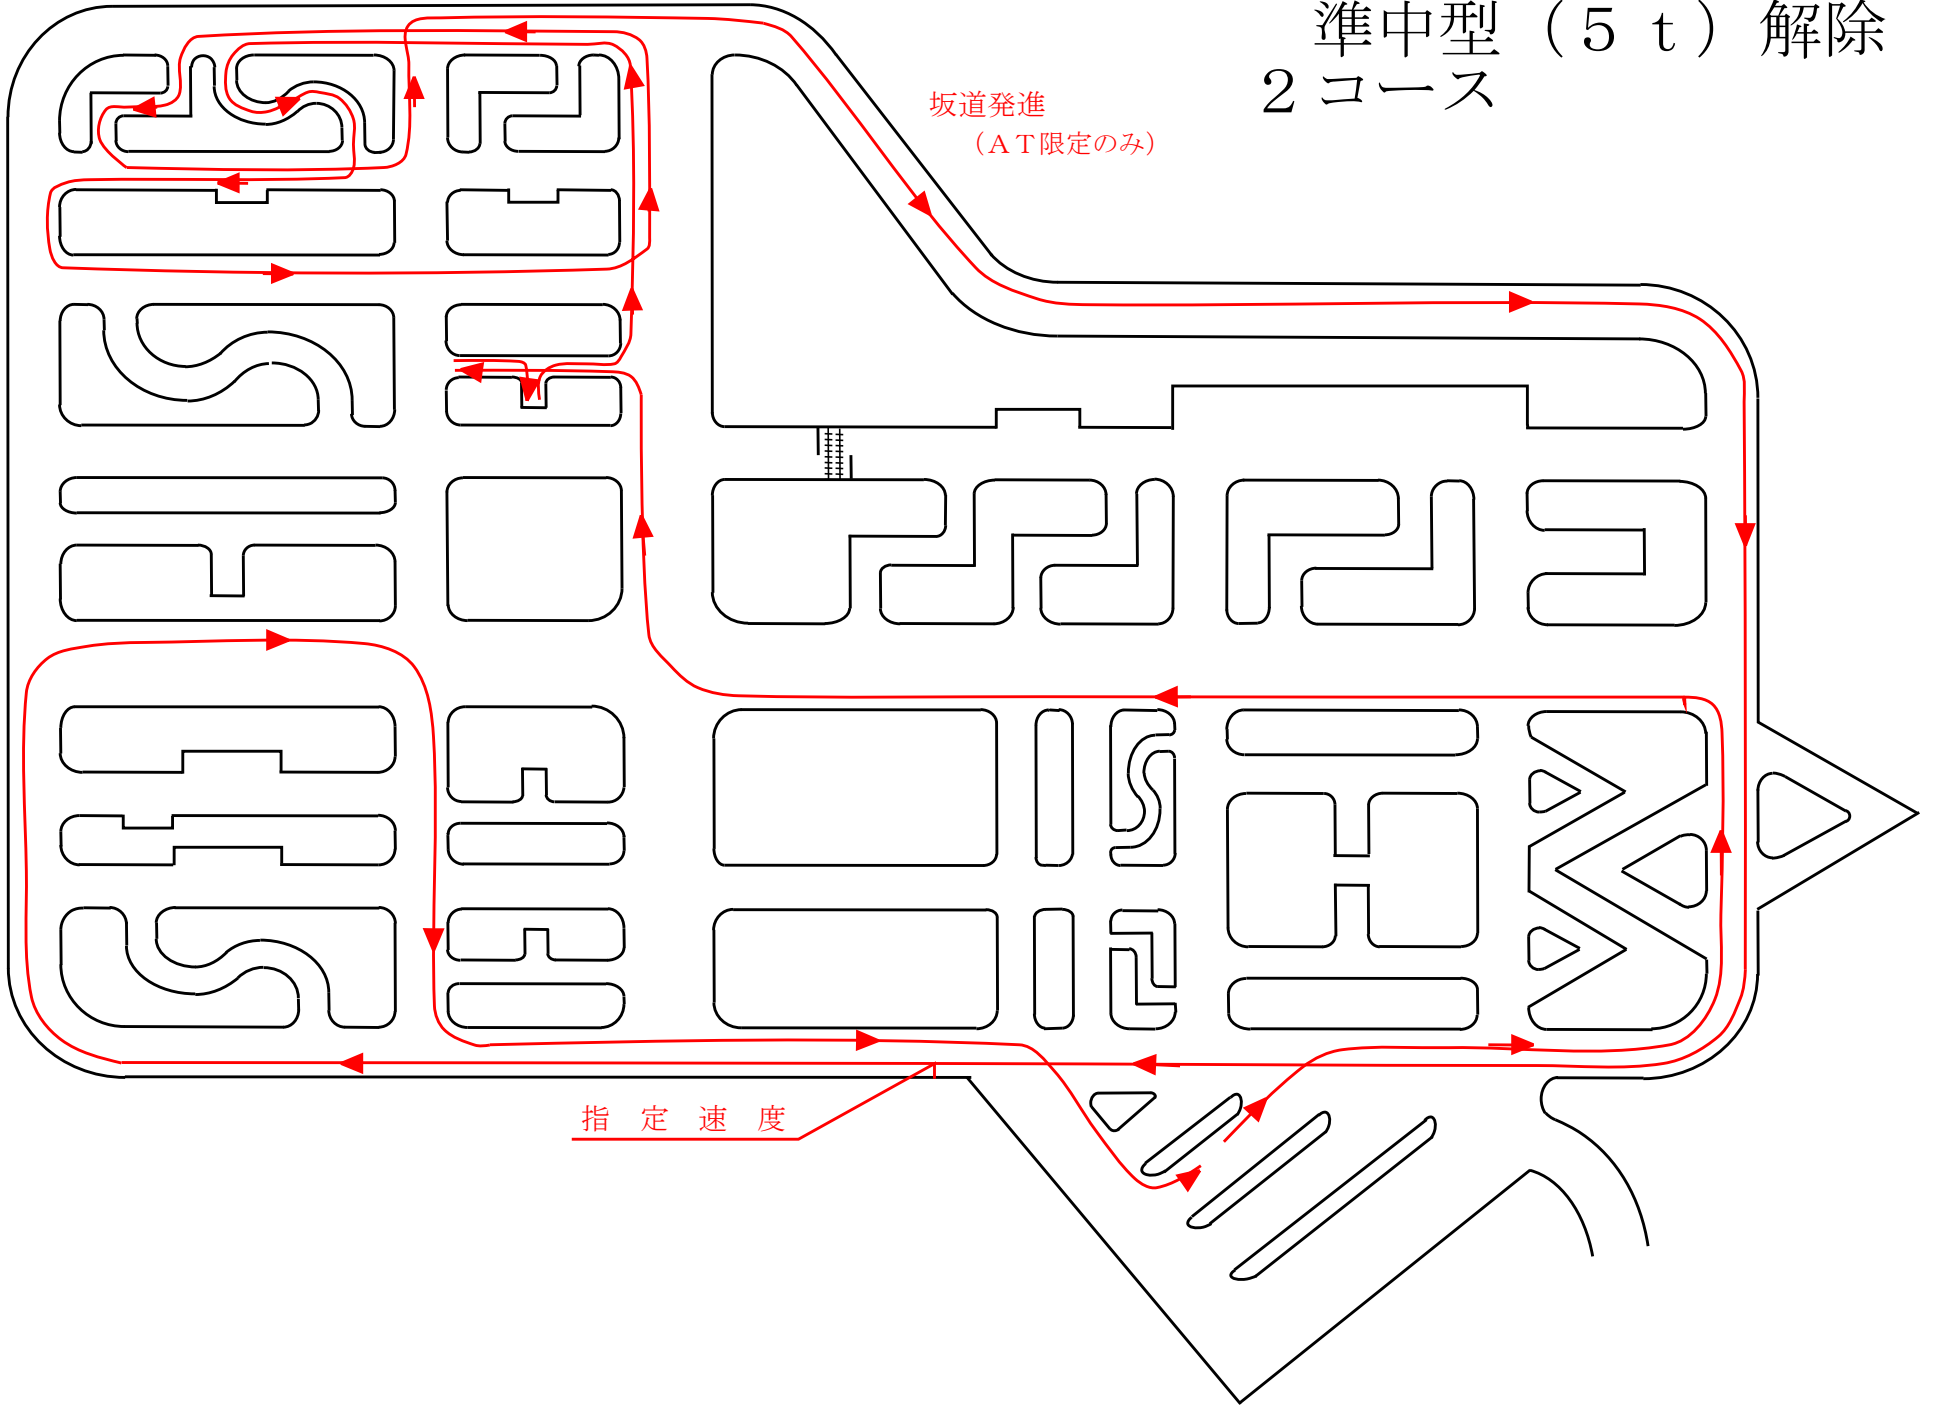 準中型（５ｔ）解除
２コース
坂道発進
（ＡＴ限定のみ）
指　定　速　度